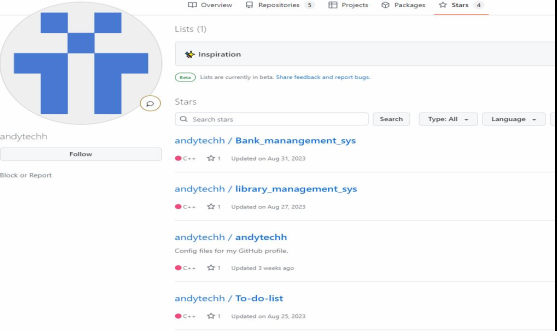 Overview Repositories 5 Projects Packages Stars 4
Lists (1)
Inspiration
Beta Lists are currently in beta. Share feedback and report bugs.
Stars
Search stars Search Type: All Language
andytechh
Follow
Block or Report
andytechh / Bank_manangement_sys
C++ 1 Updated on Aug 31, 2023
andytechh / library_management_sys
C++ 1 Updated on Aug 27, 2023
andytechh / andytechh
Config files for my GitHub profile.
C++ 1 Updated 3 weeks ago
andytechh / To-do-list
C++ 1 Updated on Aug 25, 2023